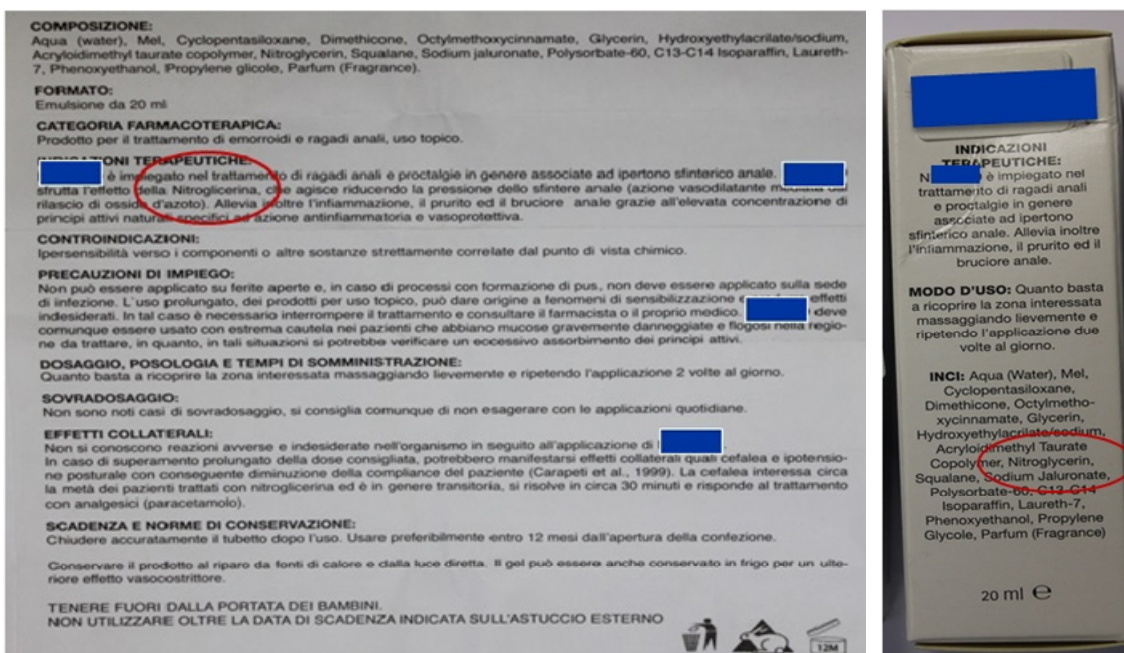 COMPOSIZIONE:
Aqua (water), Mel, Cyclopentasiloxane, Dimethicone, Octylmethoxycinnamate, Glycerin, Hydroxyethylacrilate/sodium,
Acryloidimethyl taurate copolymer, Nitroglycerin, Squalane, Sodium jaluronate, Polysorbate-60, C13-C14 Isoparaffin, Laureth-
7, Phenoxyethanol, Propylene glicole, Parfum (Fragrance).
FORMATO:
Emulsione da 20 ml
CATEGORIA FARMACOTERAPICA:
Prodotto per il trattamento di emorroidi e ragadi anali, uso topico.
INDICAZIONI TERAPEUTICHE:
è impiegato nel trattamento di ragadi anali e proctalgie in genere associate ad ipertono sfinterico anale.
sfrutta l'effetto della Nitroglicerina, che agisce riducendo la pressione dello sfintere anale (azione vasodilatante mediata dal
rilascio di ossido d'azoto). Allevia inoltre l'infiammazione, il prurito ed il bruciore anale grazie all'elevata concentrazione di
principi attivi naturali specifici ad azione antinfiammatoria e vasoprotettiva.
CONTROINDICAZIONI:
Ipersensibilità verso i componenti o altre sostanze strettamente correlate dal punto di vista chimico.
PRECAUZIONI DI IMPIEGO:
Non può essere applicato su ferite aperte e, in caso di processi con formazione di pus, non deve essere applicato sulla sede
di infezione. L'uso prolungato, dei prodotti per uso topico, può dare origine a fenomeni di sensibilizzazione effetti
indesiderati. In tal caso è necessario interrompere il trattamento e consultare il farmacista o il proprio medico. deve
comunque essere usato con estrema cautela nei pazienti che abbiano mucose gravemente danneggiate e flogosi nella regio-
ne da trattare, in quanto, in tali situazioni si potrebbe verificare un eccessivo assorbimento dei principi attivi.
DOSAGGIO, POSOLOGIA E TEMPI DI SOMMINISTRAZIONE:
Quanto basta a ricoprire la zona interessata massaggiando lievemente e ripetendo l'applicazione 2 volte al giorno.
SOVRADOSAGGIO:
Non sono noti casi di sovradosaggio, si consiglia comunque di non esagerare con le applicazioni quotidiane.
EFFETTI COLLATERALI:
Non si conoscono reazioni avverse e indesiderate nell'organismo in seguito all'applicazione di
In caso di superamento prolungato della dose consigliata, potrebbero manifestarsi effetti collaterali quali cefalea e ipotensio-
ne posturale con conseguente diminuzione della compliance del paziente (Carapeti et al., 1999). La cefalea interessa circa
la metà dei pazienti trattati con nitroglicerina ed è in genere transitoria, si risolve in circa 30 minuti e risponde al trattamento
con analgesici (paracetamolo).
SCADENZA E NORME DI CONSERVAZIONE:
Chiudere accuratamente il tubetto dopo l'uso. Usare preferibilmente entro 12 mesi dall'apertura della confezione.
Conservare il prodotto al riparo da fonti di calore e dalla luce diretta. Il gel può essere anche conservato in frigo per un ulte-
riore effetto vasocostrittore.
TENERE FUORI DALLA PORTATA DEI BAMBINI.
NON UTILIZZARE OLTRE LA DATA DI SCADENZA INDICATA SULL'ASTUCCIO ESTERNO
12M
INDICAZIONI
TERAPEUTICHE:
N è impiegato nel
trattamento di ragadi anali
e proctalgie in genere
associate ad ipertono
sfinterico anale. Allevia inoltre
l'infiammazione, il prurito ed il
bruciore anale.
MODO D'USO: Quanto basta
a ricoprire la zona interessata
massaggiando lievemente e
ripetendo l'applicazione due
volte al giorno.
INCI: Aqua (Water), Mel,
Cyclopentasiloxane,
Dimethicone, Octylmetho-
xycinnamate, Glycerin,
Hydroxyethylacrilate/sodium,
Acryloidimethyl Taurate
Copolymer, Nitroglycerin,
Squalane, Sodium Jaluronate,
Polysorbate-60, C13-C14
Isoparaffin, Laureth-7,
Phenoxyethanol, Propylene
Glycole, Parfum (Fragrance)
20 ml ℮